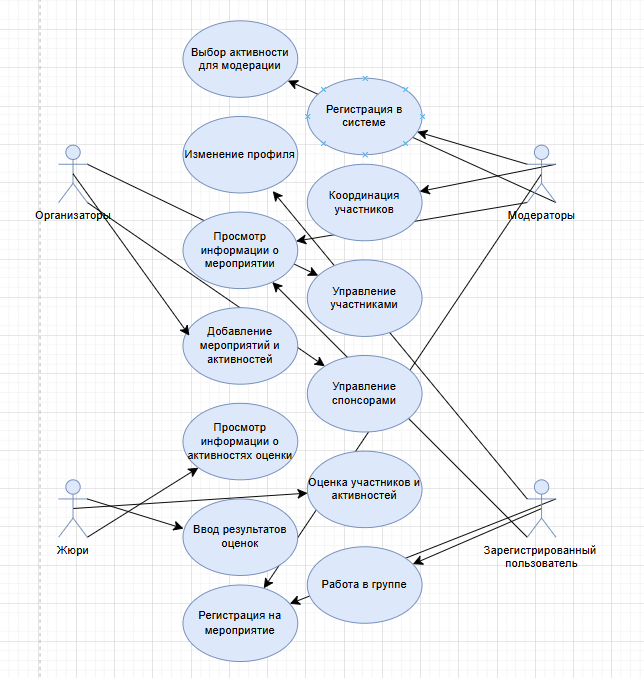 Выбор активности
для модерации
Регистрация в
системе
Изменение профиля
Координация
участников
Организаторы
Модераторы
Просмотр
информации о
мероприятии
Управление
участниками
Добавление
мероприятий и
активностей
Управление
спонсорами
Просмотр
информации о
активностях оценки
Оценка участников и
активностей
Ввод результатов
оценок
Жюри
Зарегистрированный
пользователь
Работа в группе
Регистрация на
мероприятие